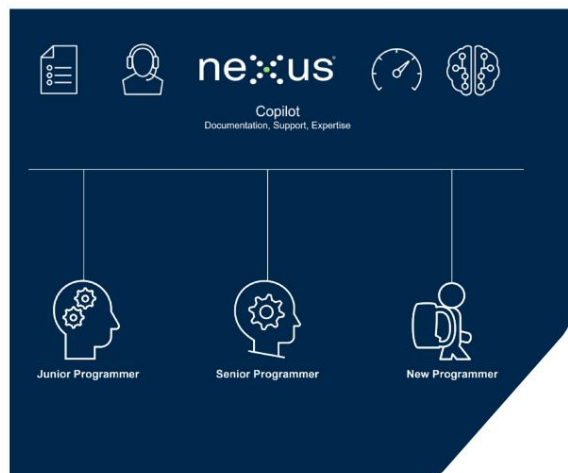 nexus
Copilot
Documentation, Support, Expertise
Junior Programmer
Senior Programmer
New Programmer